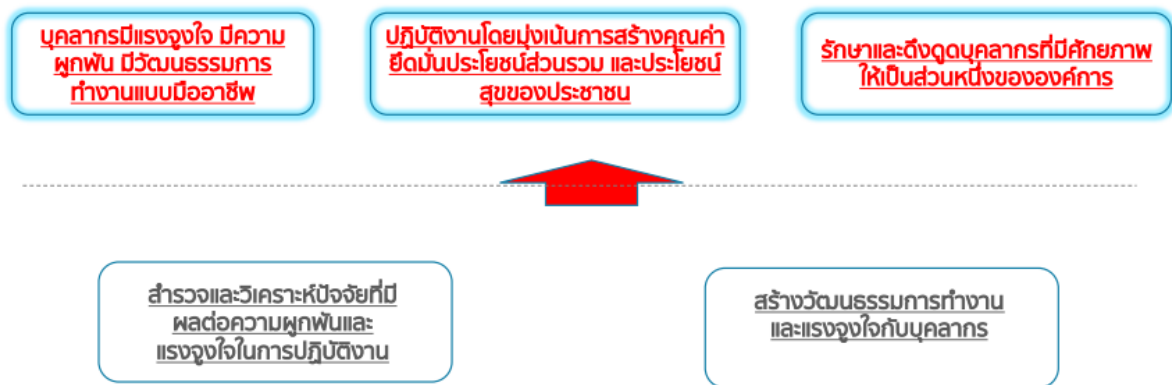 บุคลากรมีแรงจูงใจ มีความ
ผูกพัน มีวัฒนธรรมการ
ทำงานแบบมืออาชีพ
ปฏิบัติงานโดยมุ่งเน้นการสร้างคุณค่า
ยึดมั่นประโยชน์ส่วนรวม และประโยชน์
สุขของประชาชน
รักษาและดึงดูดบุคลากรที่มีศักยภาพ
ให้เป็นส่วนหนึ่งขององค์การ
สำรวจและวิเคราะห์ปัจจัยที่มี
ผลต่อความผูกพันและ
แรงจูงใจในการปฏิบัติงาน
สร้างวัฒนธรรมการทำงาน
และแรงจูงใจกับบุคลากร